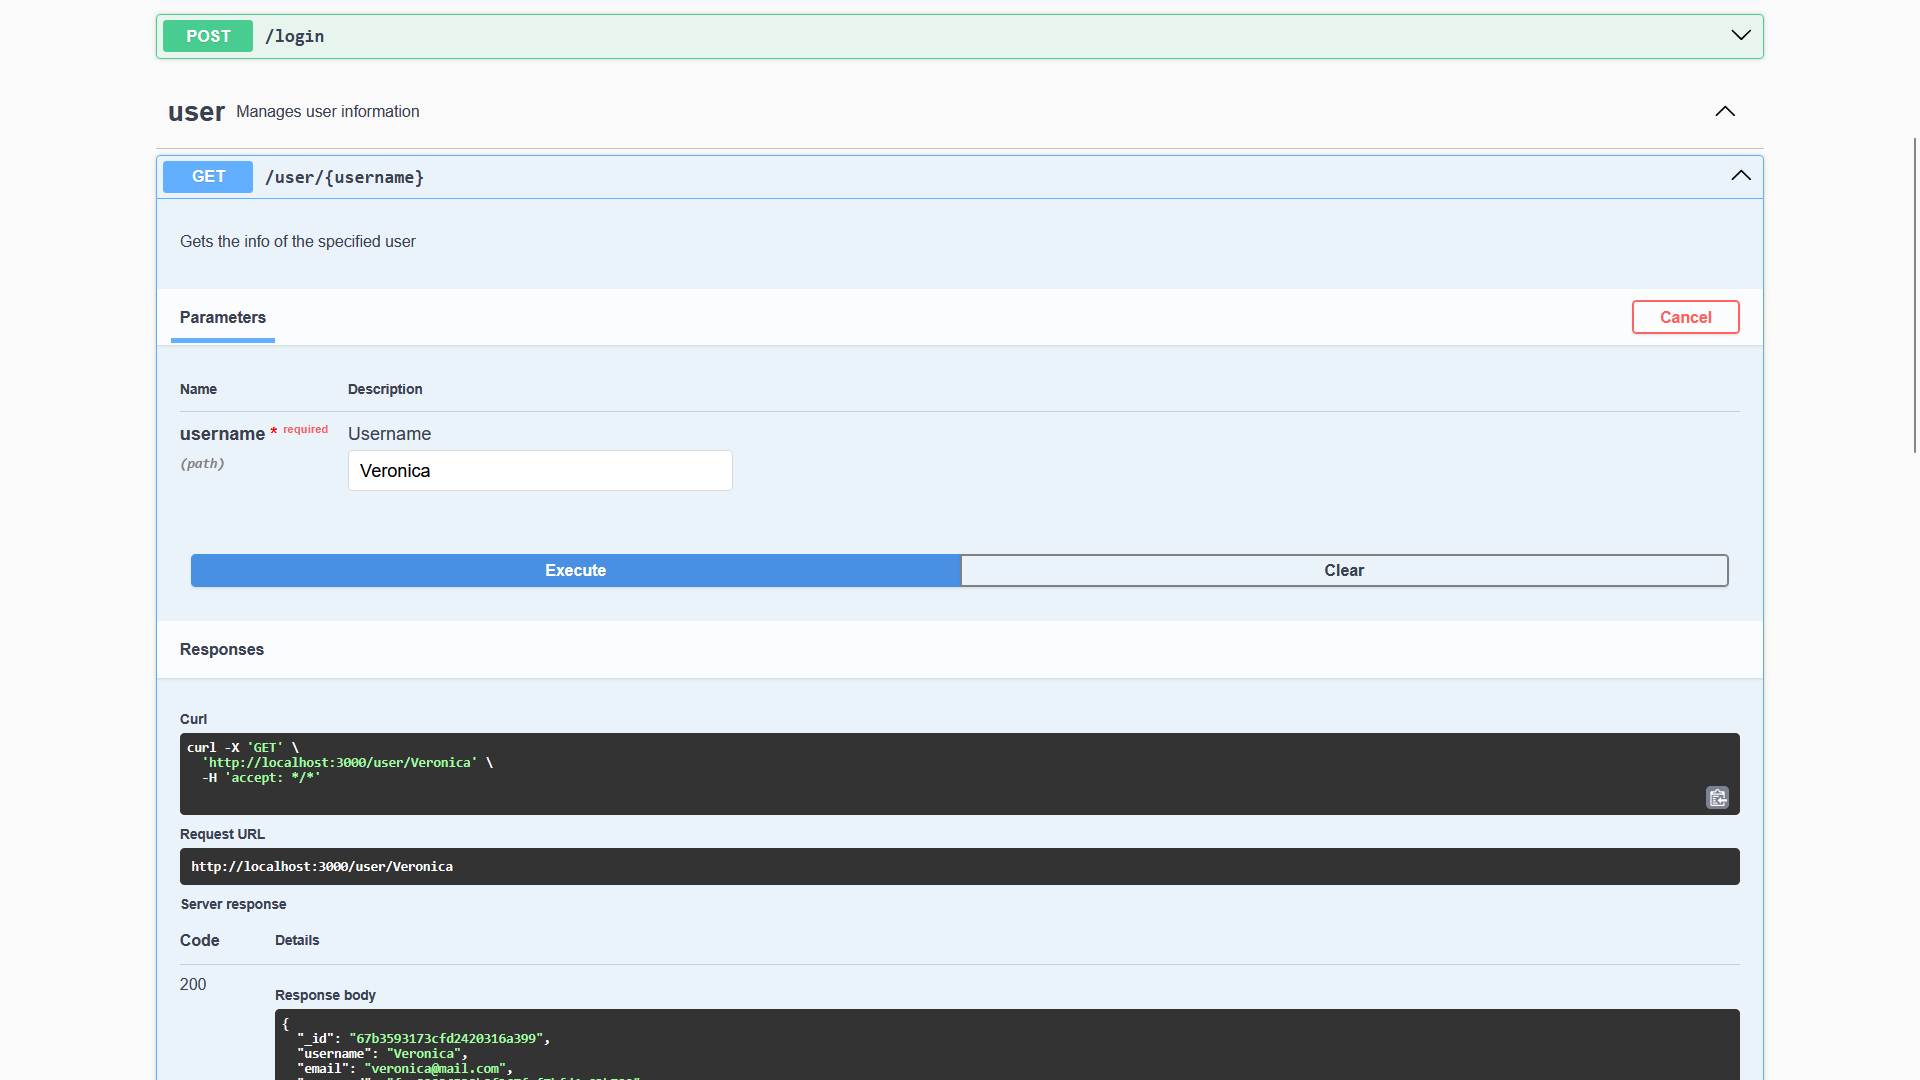 POST /login
user Manages user information
GET /user/{username}
Gets the info of the specified user
Parameters
Cancel
Name Description
username * required Username
(path)
Veronica
Execute Clear
Responses
Curl
curl -X 'GET' \
'http://localhost:3000/user/Veronica' \
-H 'accept: */*'
Request URL
http://localhost:3000/user/Veronica
Server response
Code Details
200
Response body
{
"_id": "67b3593173cfd2420316a399",
"username": "Veronica",
"email": "veronica@mail.com",